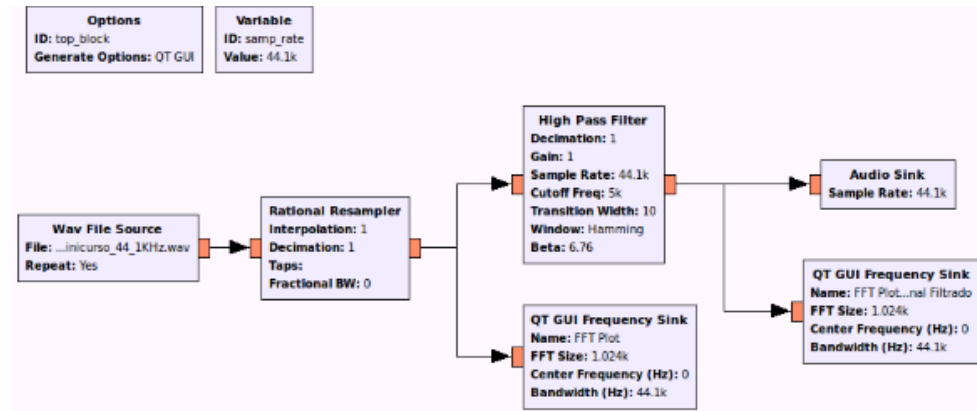 Options
ID: top_block
Generate Options: QT GUI
Variable
ID: samp_rate
Value: 44.1k
Wav File Source
File: ...inicurso_44_1KHz.wav
Repeat: Yes
Rational Resampler
Interpolation: 1
Decimation: 1
Taps:
Fractional BW: 0
High Pass Filter
Decimation: 1
Gain: 1
Sample Rate: 44.1k
Cutoff Freq: 5k
Transition Width: 10
Window: Hamming
Beta: 6.76
QT GUI Frequency Sink
Name: FFT Plot
FFT Size: 1.024k
Center Frequency (Hz): 0
Bandwidth (Hz): 44.1k
Audio Sink
Sample Rate: 44.1k
QT GUI Frequency Sink
Name: FFT Plot...nal Filtrado
FFT Size: 1.024k
Center Frequency (Hz): 0
Bandwidth (Hz): 44.1k